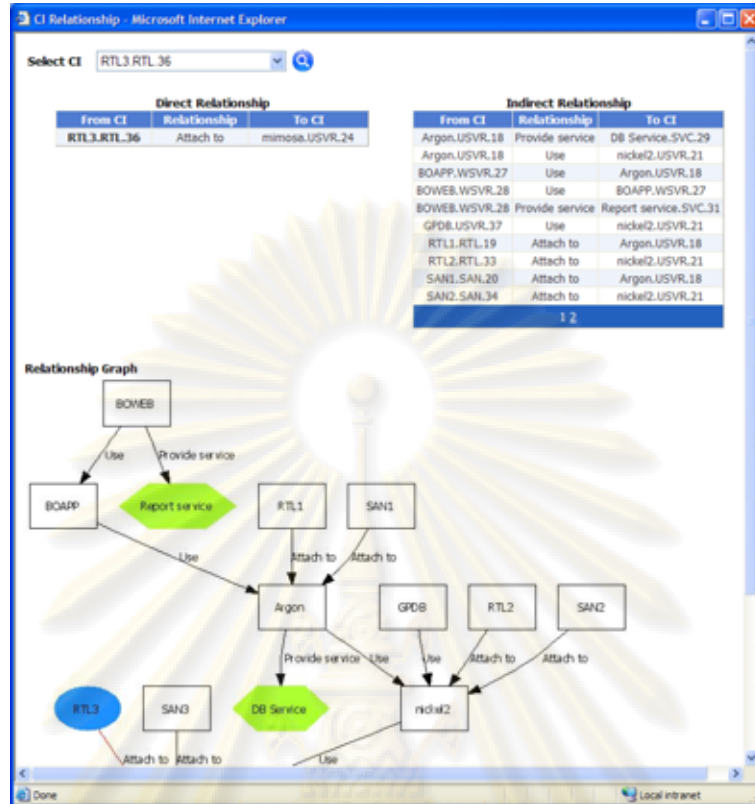 CI Relationship - Microsoft Internet Explorer
Select CI RTL3.RTL.36
Direct Relationship
From CI Relationship To CI
RTL3.RTL.36 Attach to mimosa.USVR.24
Indirect Relationship
From CI Relationship To CI
Argon.USVR.18 Provide service DB Service.SVC.29
Argon.USVR.18 Use nickel2.USVR.21
BOAPP.WSVR.27 Use Argon.USVR.18
BOWEB.WSVR.28 Use BOAPP.WSVR.27
BOWEB.WSVR.28 Provide service Report service.SVC.31
GPDB.USVR.37 Use nickel2.USVR.21
RTL1.RTL.19 Attach to Argon.USVR.18
RTL2.RTL.33 Attach to nickel2.USVR.21
SAN1.SAN.20 Attach to Argon.USVR.18
SAN2.SAN.34 Attach to nickel2.USVR.21
1 2
Relationship Graph
BOWEB
Use Provide service
BOAPP Report service RTL1 SAN1
Use Attach to Attach to
Argon GPDB RTL2 SAN2
Provide service Use Use Attach to Attach to
RTL3 SAN3 DB Service nickel2
Attach to Attach to Use
Done Local intranet